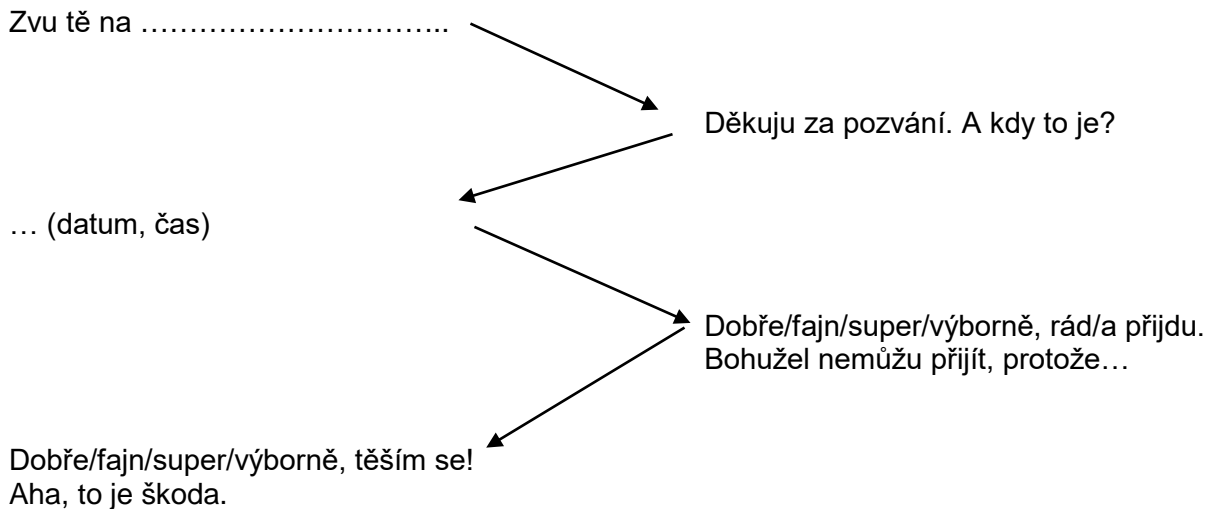 Zvu tě na …………………………..
Děkuju za pozvání. A kdy to je?
… (datum, čas)
Dobře/fajn/super/výborně, rád/a přijdu.
Bohužel nemůžu přijít, protože…
Dobře/fajn/super/výborně, těším se!
Aha, to je škoda.